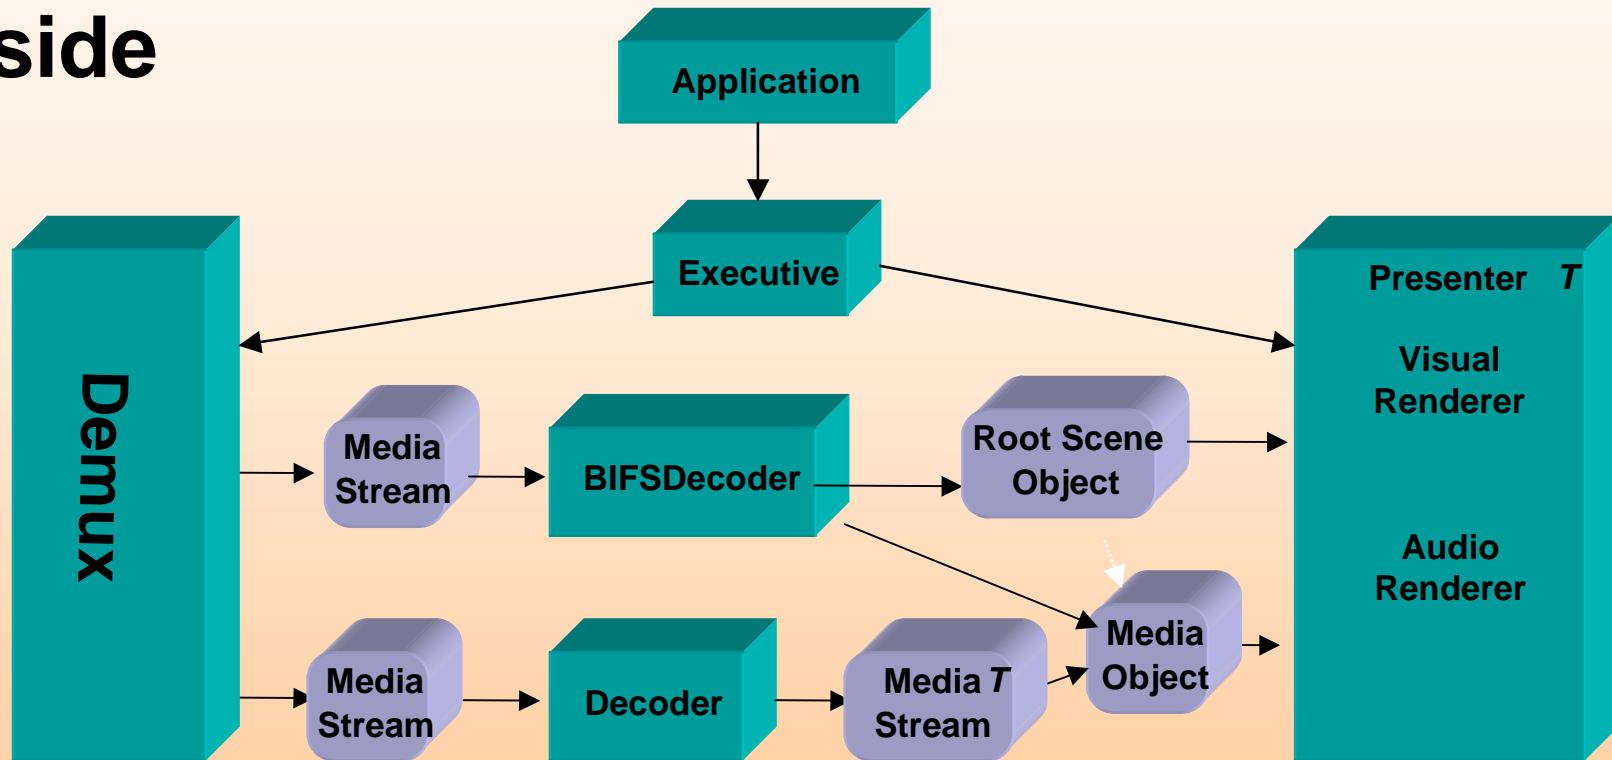 side
Application
Executive
Presenter T
Visual
Renderer
Audio
Renderer
Demux
Media
Stream
BIFSDecoder
Root Scene
Object
Media
Stream
Decoder
Media T
Stream
Media
Object